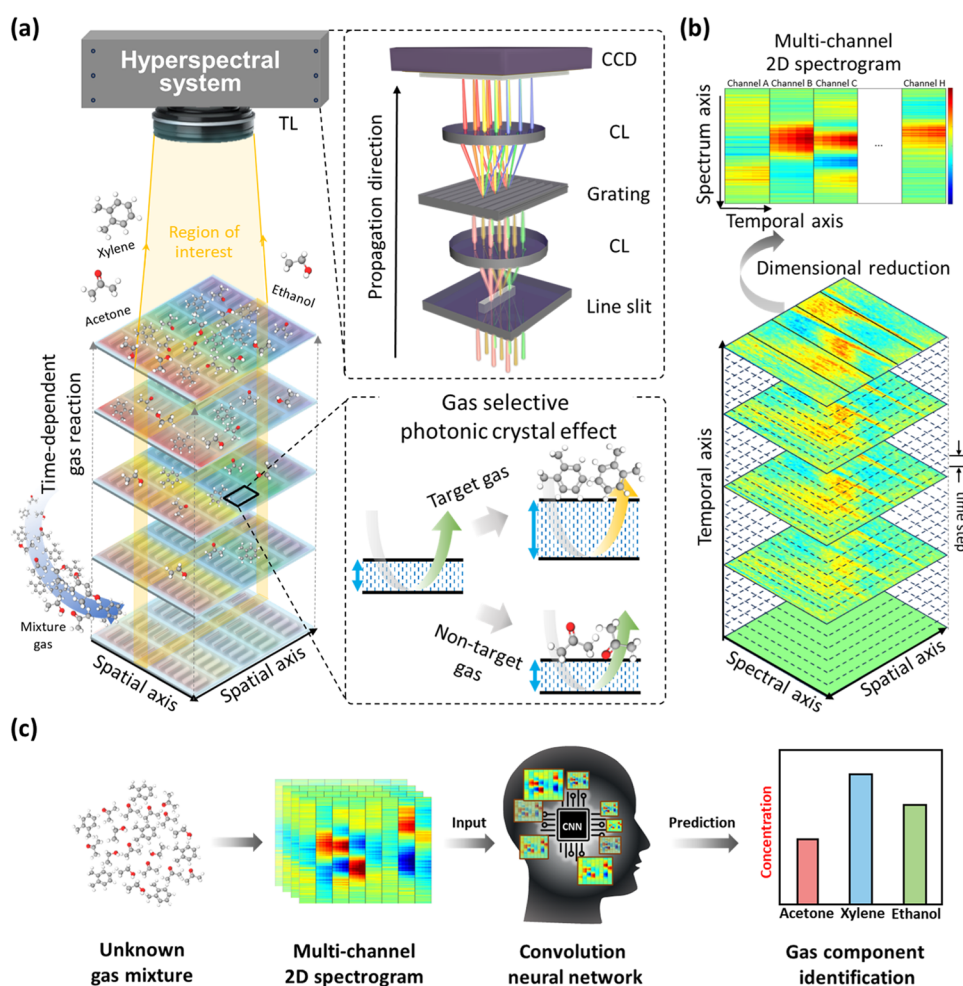 (a)
Hyperspectral
system
TL
Xylene
Region of
interest
Ethanol
Acetone
Time-dependent
gas reaction
Mixture
gas
Spatial axis
Spatial axis
Propagation direction
CCD
CL
Grating
CL
Line slit
Gas selective
photonic crystal effect
Target gas
Non-target
gas
(b)
Multi-channel
2D spectrogram
Channel A
Channel B
Channel C
Channel H
...
Spectrum axis
Temporal axis
Dimensional reduction
Temporal axis
Time step
Spectral axis
Spatial axis
(c)
Input
CNN
Prediction
Concentration
Acetone Xylene Ethanol
Unknown
gas mixture
Multi-channel
2D spectrogram
Convolution
neural network
Gas component
identification